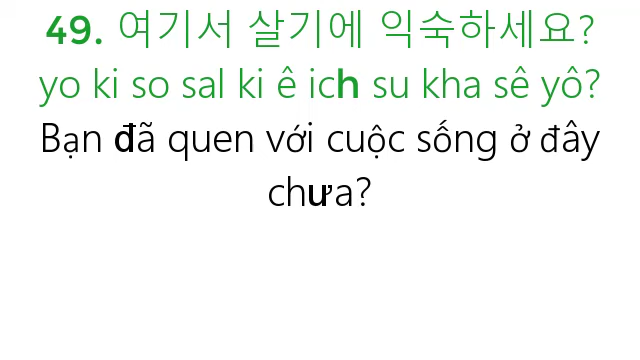 49. 여기서 살기에 익숙하세요?
yo ki so sal ki ê ich su kha sê yô?
Bạn đã quen với cuộc sống ở đây
chưa?